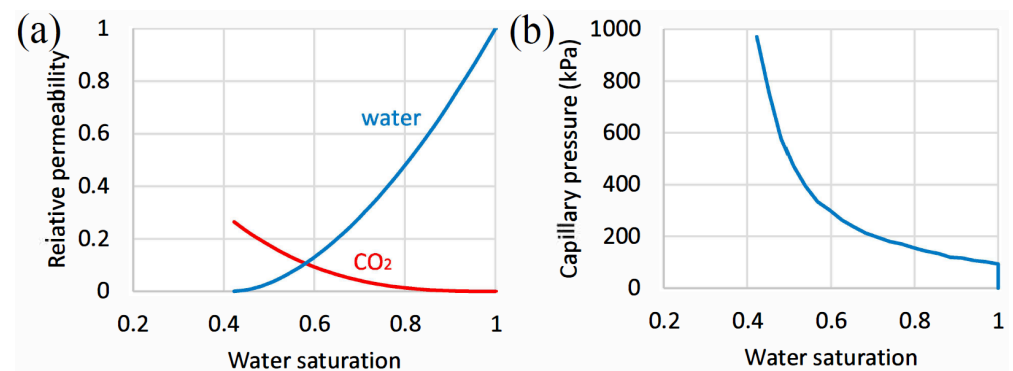 (a)
Relative permeability
1
0.8
0.6
0.4
0.2
0
water
CO2
0.2 0.4 0.6 0.8 1
Water saturation
(b)
Capillary pressure (kPa)
1000
800
600
400
200
0
0.2 0.4 0.6 0.8 1
Water saturation